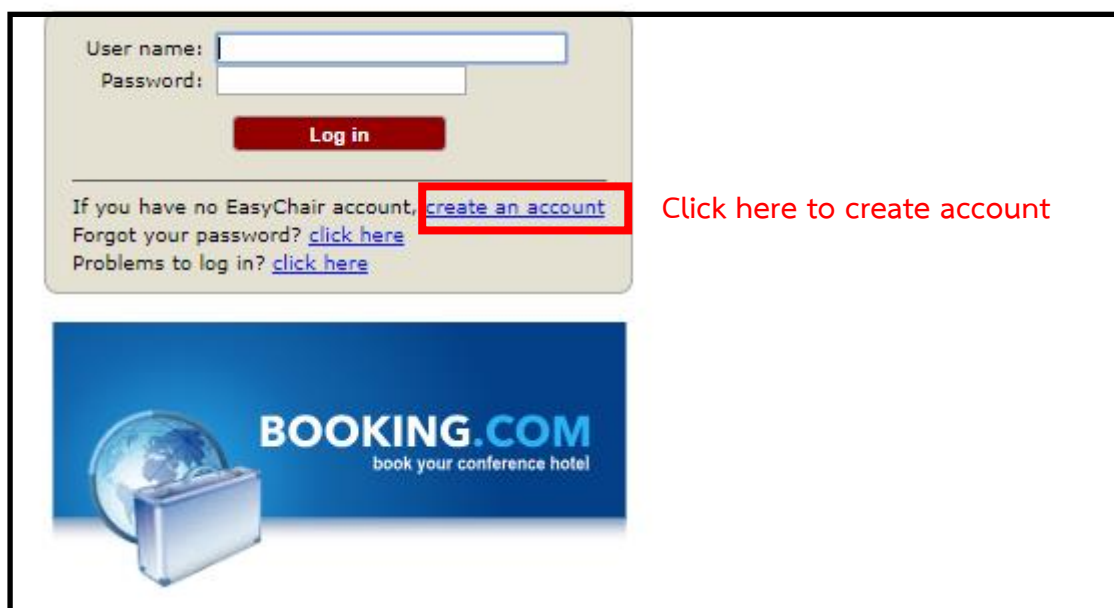 User name:
Password:
Log in
If you have no EasyChair account, create an account
Click here to create account
Forgot your password? click here
Problems to log in? click here
BOOKING.COM
book your conference hotel